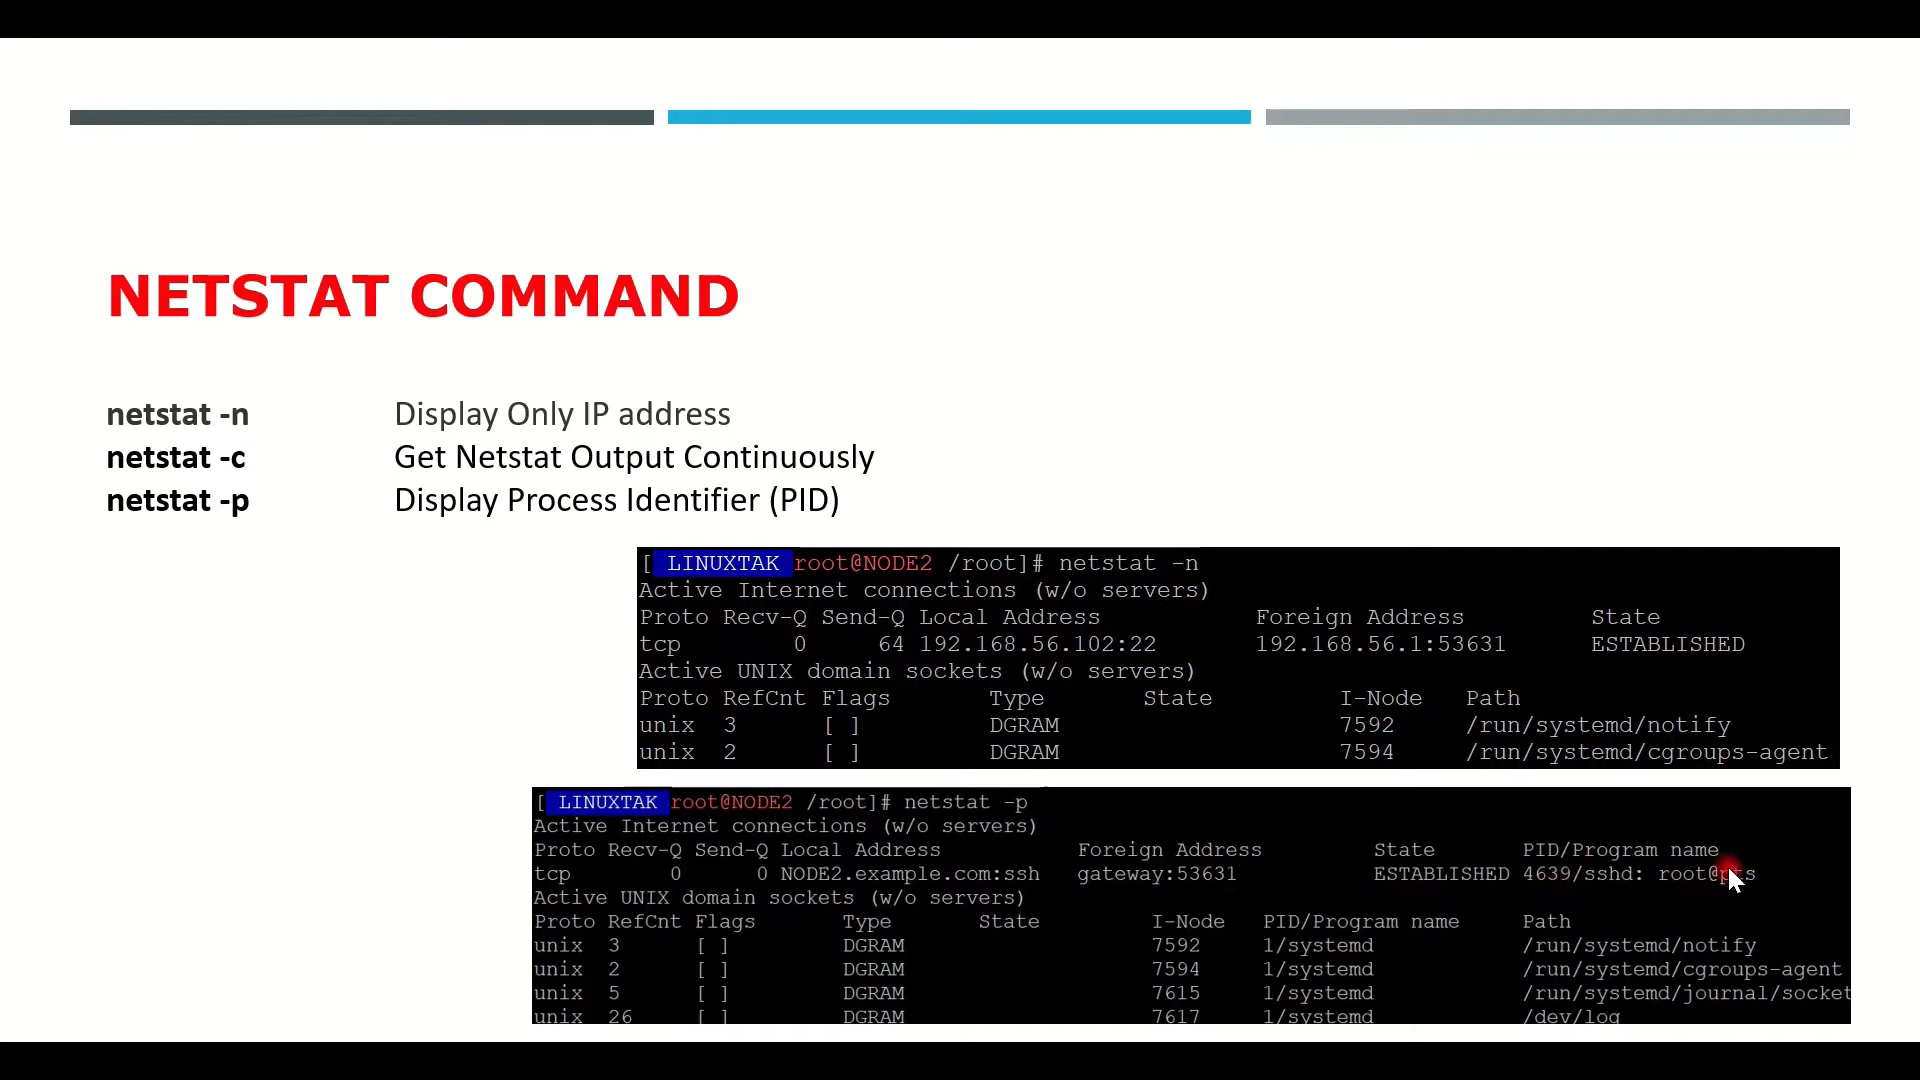 NETSTAT COMMAND
netstat -n Display Only IP address
netstat -c Get Netstat Output Continuously
netstat -p Display Process Identifier (PID)
[ LINUXTAK root@NODE2 /root]# netstat -n
Active Internet connections (w/o servers)
Proto Recv-Q Send-Q Local Address Foreign Address State
tcp 0 64 192.168.56.102:22 192.168.56.1:53631 ESTABLISHED
Active UNIX domain sockets (w/o servers)
Proto RefCnt Flags Type State I-Node Path
unix 3 [ ] DGRAM 7592 /run/systemd/notify
unix 2 [ ] DGRAM 7594 /run/systemd/cgroups-agent
[ LINUXTAK root@NODE2 /root]# netstat -p
Active Internet connections (w/o servers)
Proto Recv-Q Send-Q Local Address Foreign Address State PID/Program name
tcp 0 0 NODE2.example.com:ssh gateway:53631 ESTABLISHED 4639/sshd: root@pts
Active UNIX domain sockets (w/o servers)
Proto RefCnt Flags Type State I-Node PID/Program name Path
unix 3 [ ] DGRAM 7592 1/systemd /run/systemd/notify
unix 2 [ ] DGRAM 7594 1/systemd /run/systemd/cgroups-agent
unix 5 [ ] DGRAM 7615 1/systemd /run/systemd/journal/socket
unix 26 [ ] DGRAM 7617 1/systemd /dev/log